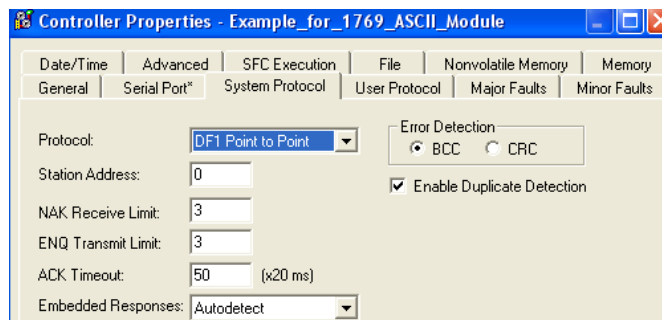 Controller Properties - Example_for_1769_ASCII_Module
Date/Time Advanced SFC Execution File Nonvolatile Memory Memory
General Serial Port* System Protocol User Protocol Major Faults Minor Faults
Protocol: DF1 Point to Point
Error Detection
BCC CRC
Station Address: 0
Enable Duplicate Detection
NAK Receive Limit: 3
ENQ Transmit Limit: 3
ACK Timeout: 50 (x20 ms)
Embedded Responses: Autodetect